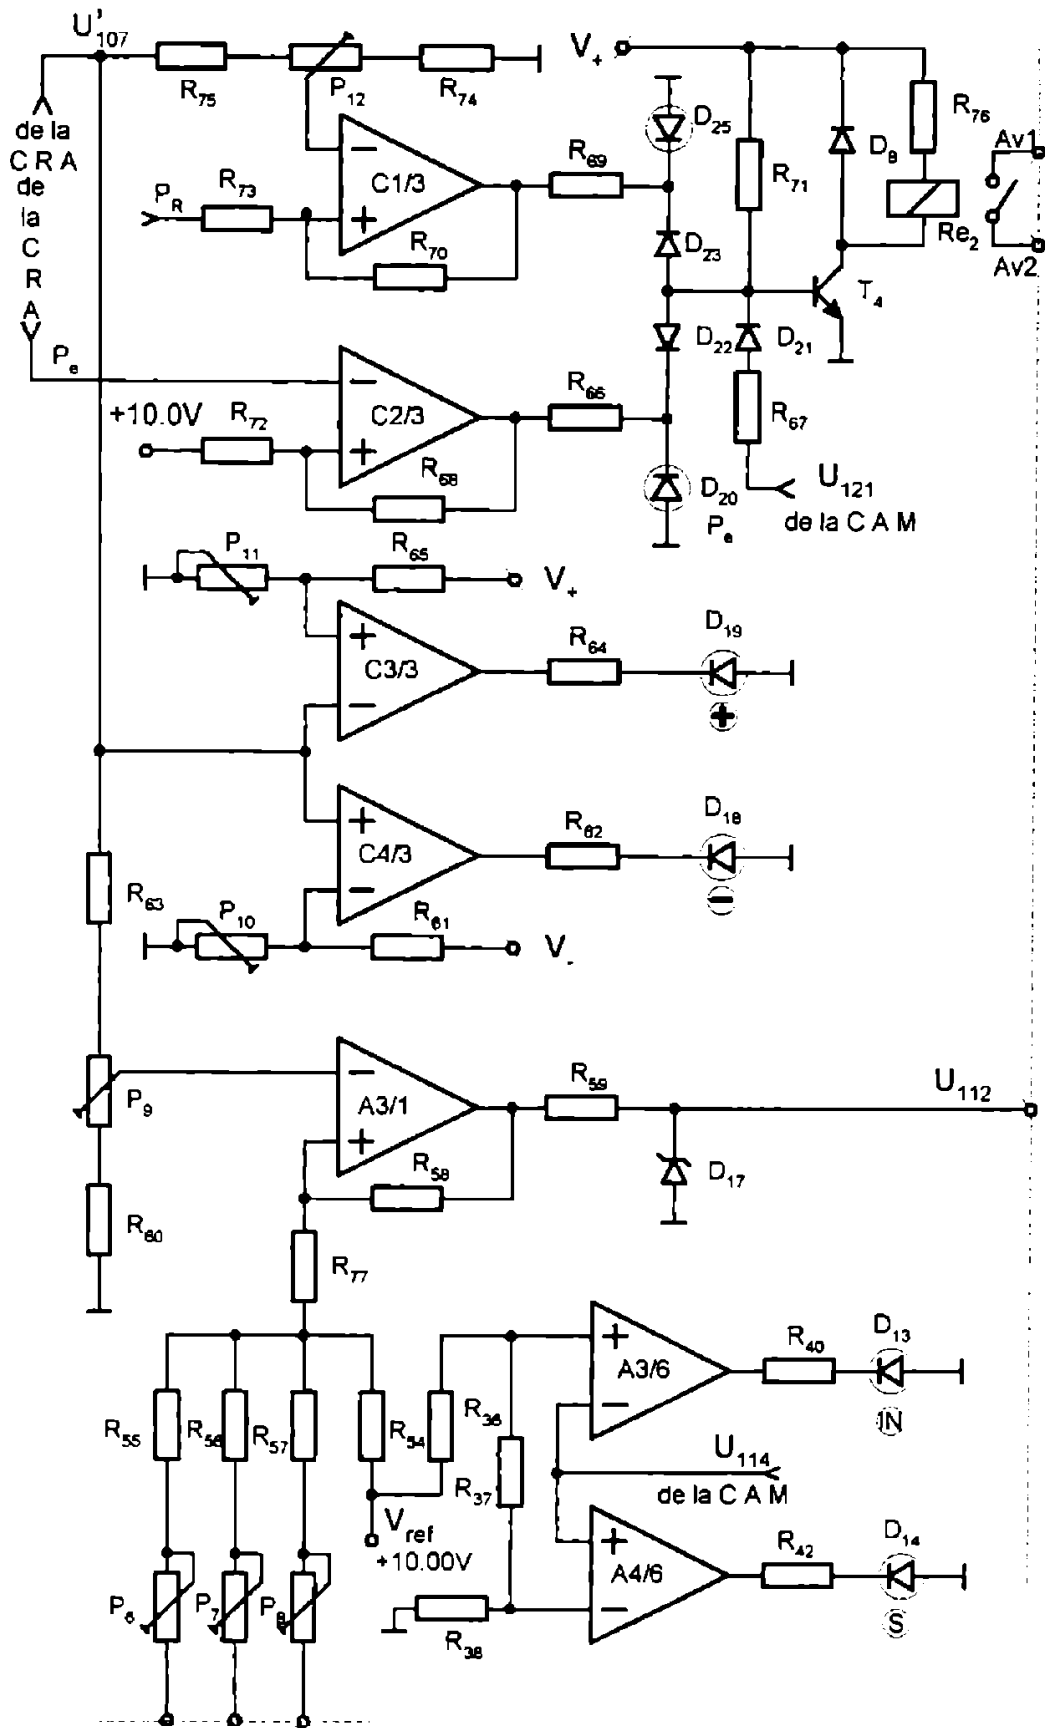 U'107
R75
P12
R74
V+
de la
CRA
de
la
C
R
A
PR
R73
C1/3
R70
R69
D25
D23
R71
D8
R76
Re2
Av1
Av2
T4
Pe
+10.0V
R72
C2/3
R68
R66
D22
D21
R67
D20
Pe
U121
de la CAM
P11
R65
V+
C3/3
R64
D19
+
C4/3
R62
D18
−
R63
P10
R61
V-
P9
A3/1
R59
U112
R58
D17
R60
R77
R55
R56
R57
R54
R36
R37
A3/6
R40
D13
IN
U114
de la CAM
Vref
+10.00V
A4/6
R42
D14
S
R38
P6
P7
P8